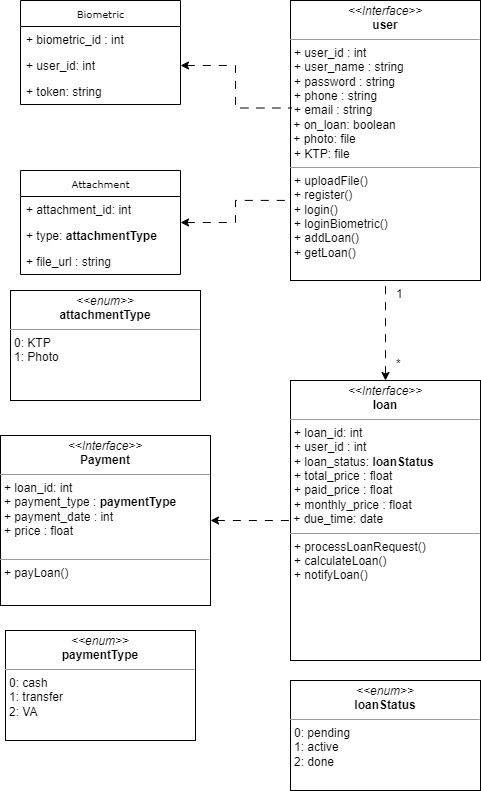 Biometric
+ biometric_id : int
+ user_id: int
+ token: string
<<Interface>>
user
+ user_id : int
+ user_name : string
+ password : string
+ phone : string
+ email : string
+ on_loan: boolean
+ photo: file
+ KTP: file
+ uploadFile()
+ register()
+ login()
+ loginBiometric()
+ addLoan()
+ getLoan()
Attachment
+ attachment_id: int
+ type: attachmentType
+ file_url : string
<<enum>>
attachmentType
0: KTP
1: Photo
1
*
<<Interface>>
loan
+ loan_id: int
+ user_id : int
+ loan_status: loanStatus
+ total_price : float
+ paid_price : float
+ monthly_price : float
+ due_time: date
+ processLoanRequest()
+ calculateLoan()
+ notifyLoan()
<<Interface>>
Payment
+ loan_id: int
+ payment_type : paymentType
+ payment_date : int
+ price : float
+ payLoan()
<<enum>>
paymentType
0: cash
1: transfer
2: VA
<<enum>>
loanStatus
0: pending
1: active
2: done